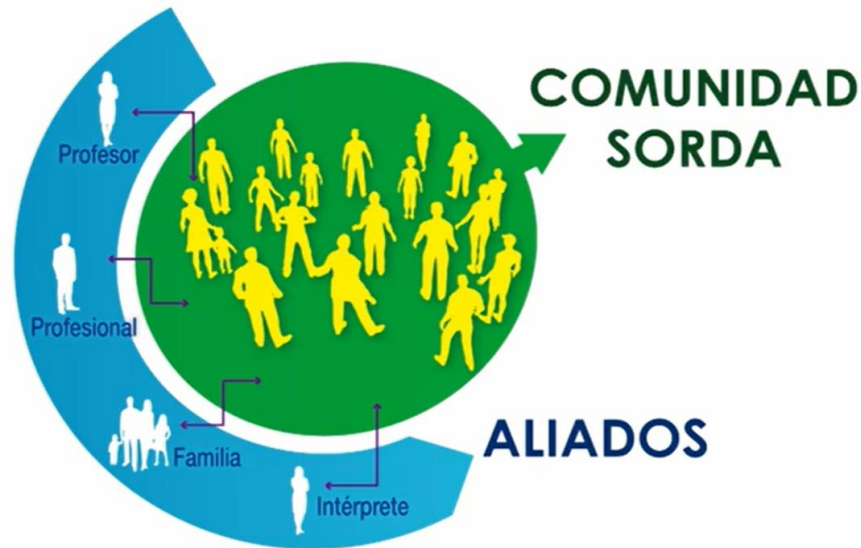 COMUNIDAD
SORDA
Profesor
Profesional
Familia
Intérprete
ALIADOS